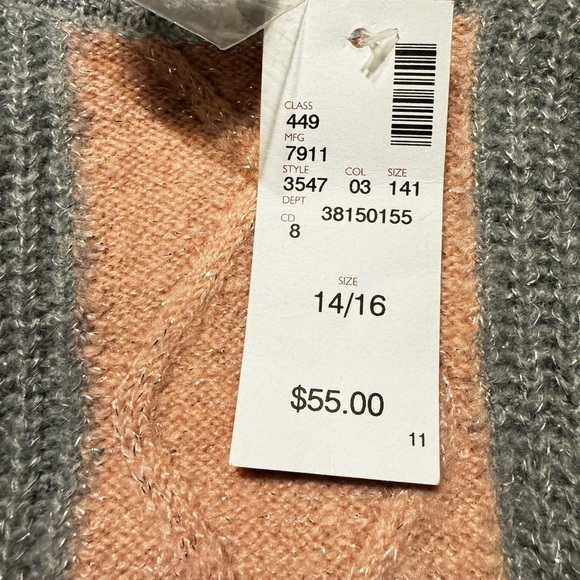 CLASS
449
MFG
7911
STYLE COL SIZE
3547 03 141
DEPT
38150155
CD
8
SIZE
14/16
$55.00
11